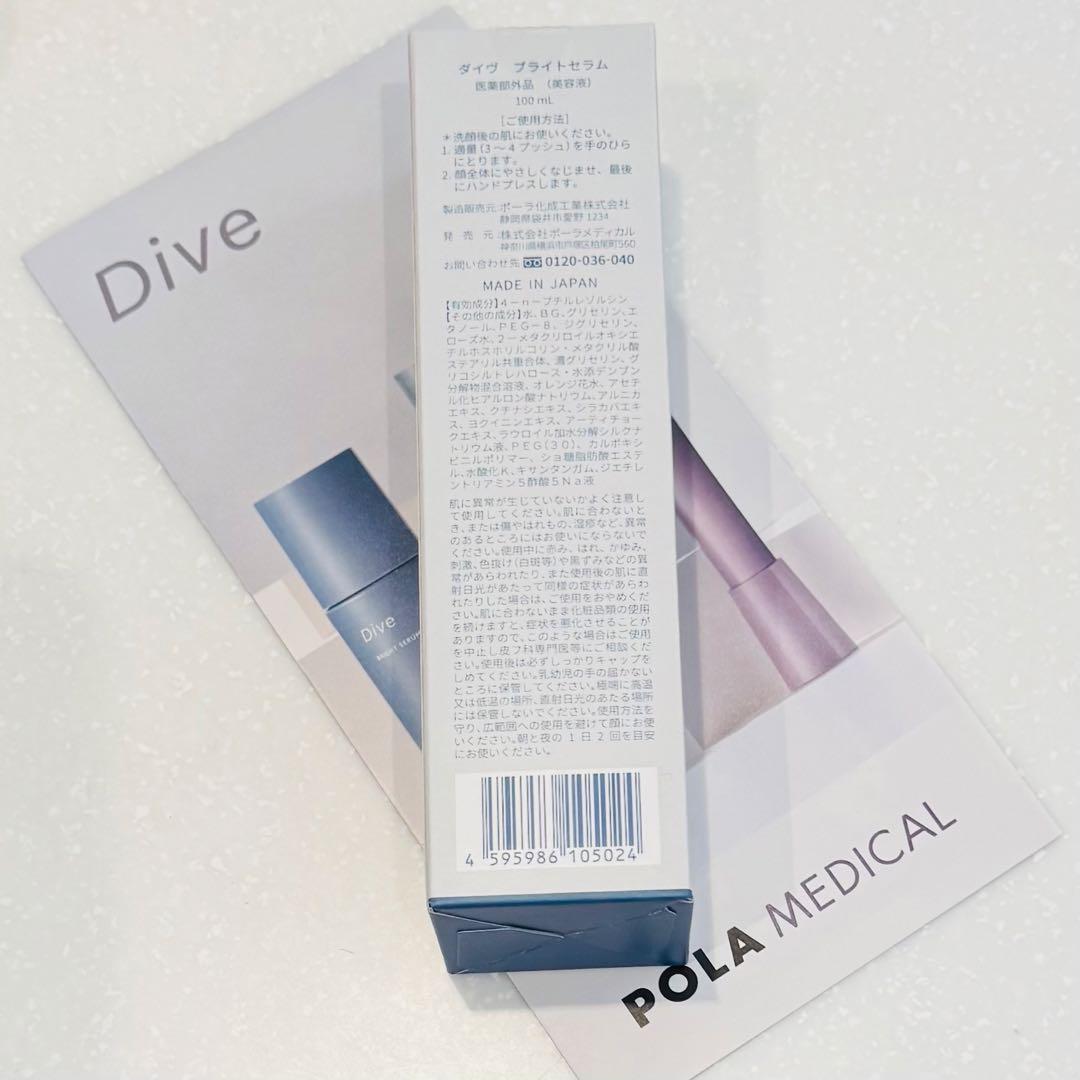 ダイヴ ブライトセラム
医薬部外品 (美容液)
100 mL
[ご使用方法]
＊洗顔後の肌にお使いください。
1. 適量(3〜4プッシュ)を手のひら
にとります。
2. 顔全体にやさしくなじませ、最後
にハンドプレスします。
製造販売元 ポーラ化成工業株式会社
静岡県袋井市愛野 1234
発売元 株式会社ポーラメディカル
神奈川県横浜市戸塚区柏尾町560
お問い合わせ先 0120-036-040
MADE IN JAPAN
【有効成分】4－n－ブチルレゾルシン
【その他の成分】水、BG、グリセリン、エ
タノール、PEG－8、ジグリセリン、
ローズ水、2－メタクリロイルオキシエ
チルホスホリルコリン・メタクリル酸
ステアリル共重合体、濃グリセリン、グ
リコシルトレハロース・水添デンプン
分解物混合溶液、オレンジ花水、アセチ
ル化ヒアルロン酸ナトリウム、アルニカ
エキス、クチナシエキス、シラカバエキ
ス、ヨクイニンエキス、アーティチョー
クエキス、ラウロイル加水分解シルクナ
トリウム液、PEG(30)、カルボキシ
ビニルポリマー、ショ糖脂肪酸エステ
ル、水酸化K、キサンタンガム、ジエチレ
ントリアミン5酢酸5Na液
肌に異常が生じていないかよく注意し
て使用してください。肌に合わないと
き、または傷やはれもの、湿疹など、異常
のあるところにはお使いにならないで
ください。使用中に赤み、はれ、かゆみ、
刺激、色抜け(白斑等)や黒ずみなどの異
常があらわれたり、また使用後の肌に直
射日光があたって同様の症状があらわ
れたりした場合は、ご使用をおやめくだ
さい。肌に合わないまま化粧品類の使用
を続けますと、症状を悪化させることが
ありますので、このような場合はご使用
を中止し皮フ科専門医等にご相談くだ
さい。使用後は必ずしっかりキャップを
しめてください。乳幼児の手の届かない
ところに保管してください。極端に高温
又は低温の場所、直射日光のあたる場所
には保管しないでください。使用方法を
守り、広範囲への使用を避けて顔にお使
いください。朝と夜の1日2回を目安
にお使いください。
4 595986 105024
Dive
Dive
BRIGHT SERUM
POLA MEDICAL